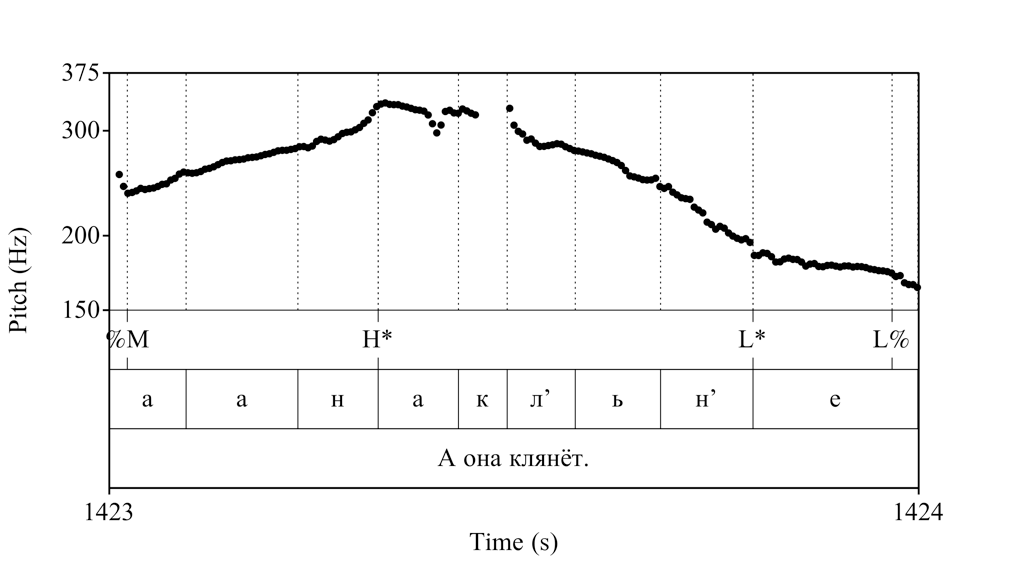 375
300
200
150
Pitch (Hz)
%M H* L* L%
а а н а к л’ ь н’ е
А она клянёт.
1423 1424
Time (s)